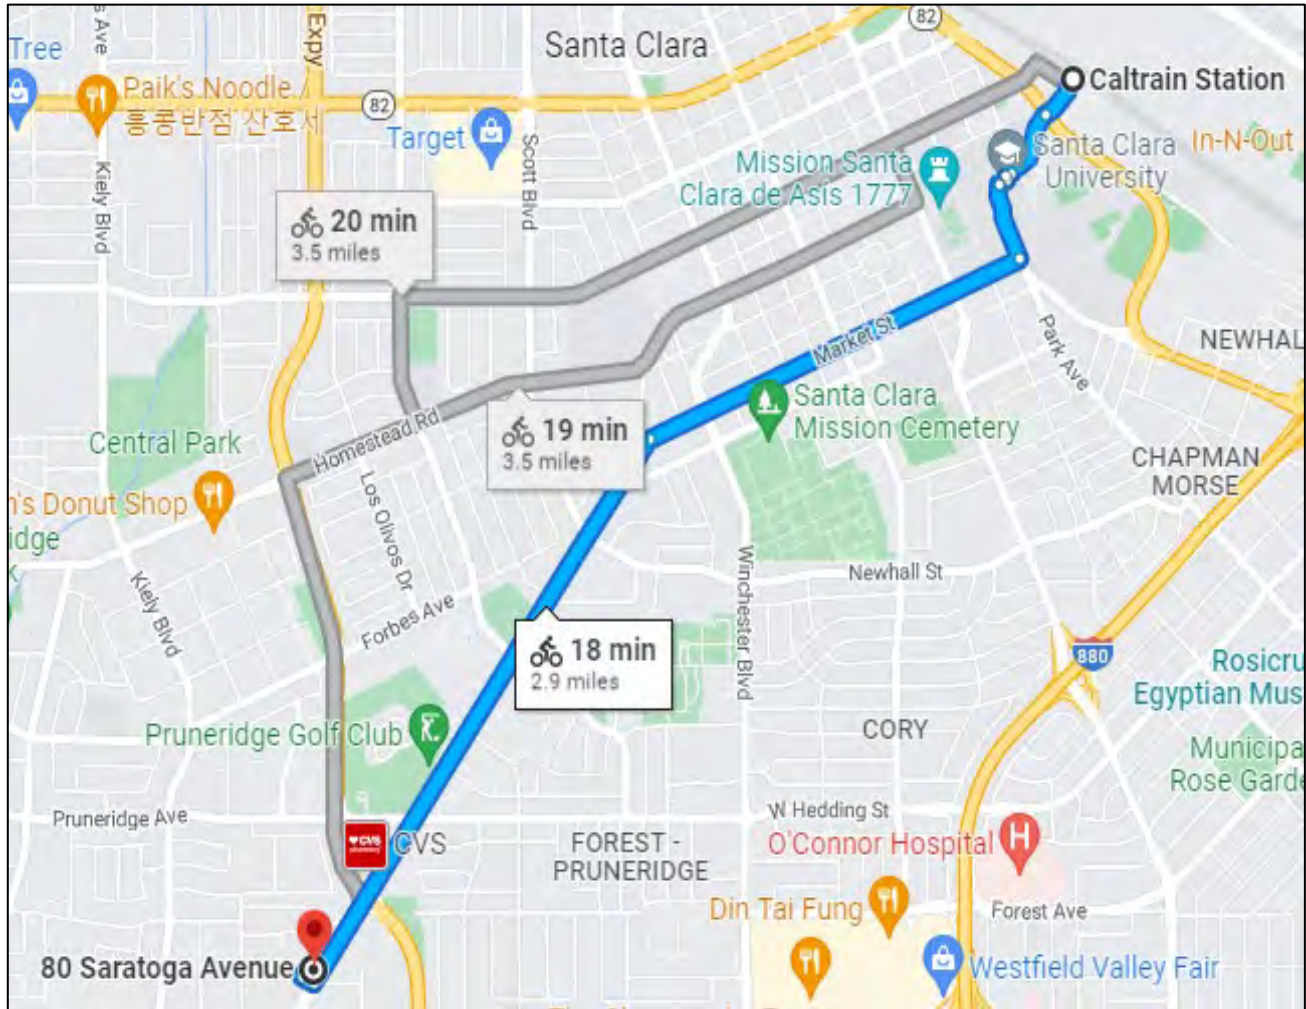 s Ave
Expy
82
Santa Clara
Tree
Paik's Noodle /
홍콩반점 산호세
82
Target
Scott Blvd
Kiely Blvd
Caltrain Station
In-N-Out
Santa Clara
University
Mission Santa
Clara de Asis 1777
20 min
3.5 miles
Market St
Park Ave
NEWHAL
Santa Clara
Mission Cemetery
19 min
3.5 miles
Homestead Rd
Central Park
CHAPMAN
MORSE
n's Donut Shop
idge
Los Olivos Dr
Kiely Blvd
Forbes Ave
Winchester Blvd
Newhall St
18 min
2.9 miles
880
Rosicru
Egyptian Mus
Pruneridge Golf Club
CORY
Municipa
Rose Garde
Pruneridge Ave
CVS
W Hedding St
O'Connor Hospital
H
FOREST -
PRUNERIDGE
Din Tai Fung
Forest Ave
80 Saratoga Avenue
Westfield Valley Fair